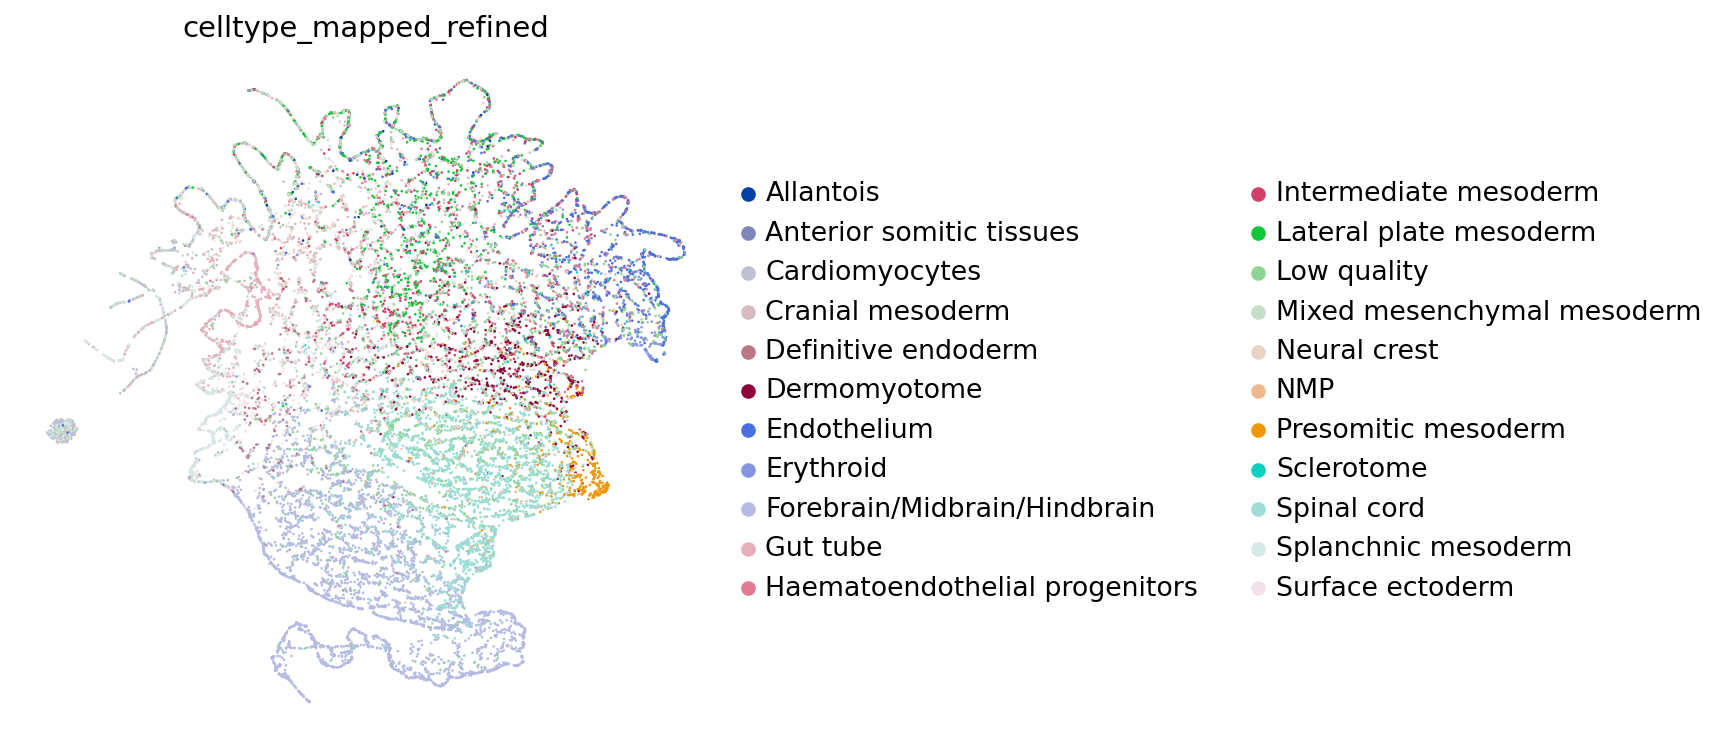 celltype_mapped_refined
Allantois
Anterior somitic tissues
Cardiomyocytes
Cranial mesoderm
Definitive endoderm
Dermomyotome
Endothelium
Erythroid
Forebrain/Midbrain/Hindbrain
Gut tube
Haematoendothelial progenitors
Intermediate mesoderm
Lateral plate mesoderm
Low quality
Mixed mesenchymal mesoderm
Neural crest
NMP
Presomitic mesoderm
Sclerotome
Spinal cord
Splanchnic mesoderm
Surface ectoderm